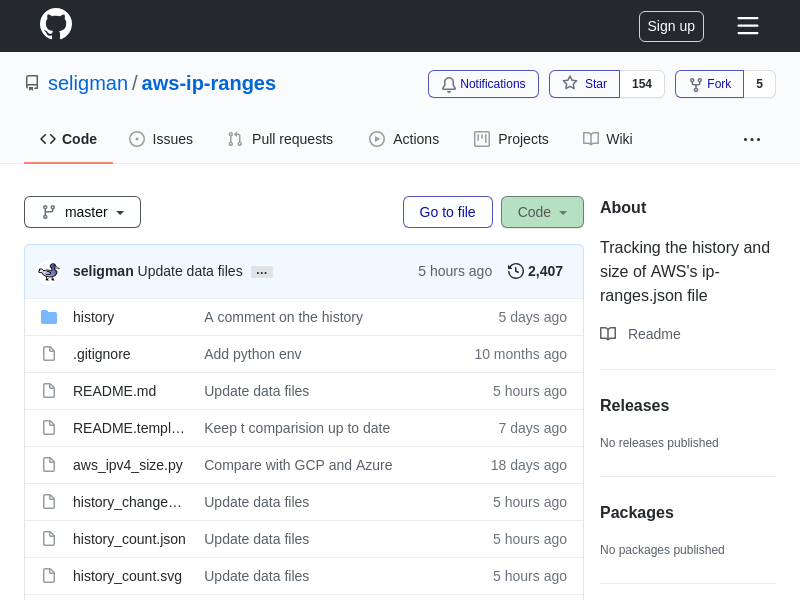 Sign up
seligman / aws-ip-ranges
Notifications Star 154 Fork 5
Code Issues Pull requests Actions Projects Wiki ...
master Go to file Code
seligman Update data files ... 5 hours ago 2,407
history A comment on the history 5 days ago
.gitignore Add python env 10 months ago
README.md Update data files 5 hours ago
README.templ… Keep t comparision up to date 7 days ago
aws_ipv4_size.py Compare with GCP and Azure 18 days ago
history_change… Update data files 5 hours ago
history_count.json Update data files 5 hours ago
history_count.svg Update data files 5 hours ago
About
Tracking the history and
size of AWS's ip-
ranges.json file
Readme
Releases
No releases published
Packages
No packages published